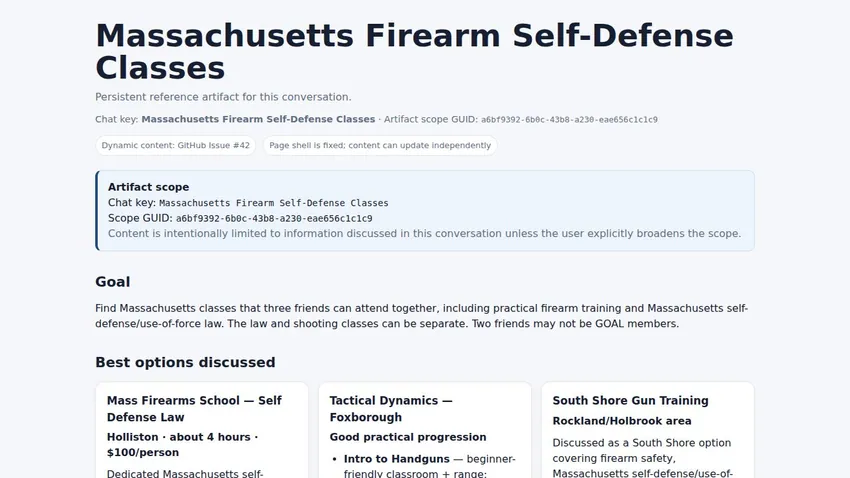 Massachusetts Firearm Self-Defense
Classes
Persistent reference artifact for this conversation.
Chat key: Massachusetts Firearm Self-Defense Classes · Artifact scope GUID: a6bf9392-6b0c-43b8-a230-eae656c1c1c9
Dynamic content: GitHub Issue #42
Page shell is fixed; content can update independently
Artifact scope
Chat key: Massachusetts Firearm Self-Defense Classes
Scope GUID: a6bf9392-6b0c-43b8-a230-eae656c1c1c9
Content is intentionally limited to information discussed in this conversation unless the user explicitly broadens the scope.
Goal
Find Massachusetts classes that three friends can attend together, including practical firearm training and Massachusetts self-
defense/use-of-force law. The law and shooting classes can be separate. Two friends may not be GOAL members.
Best options discussed
Mass Firearms School — Self
Defense Law
Holliston · about 4 hours ·
$100/person
Dedicated Massachusetts self-
Tactical Dynamics —
Foxborough
Good practical progression
• Intro to Handguns — beginner-
friendly classroom + range;
South Shore Gun Training
Rockland/Holbrook area
Discussed as a South Shore option
covering firearm safety,
Massachusetts self-defense/use-of-